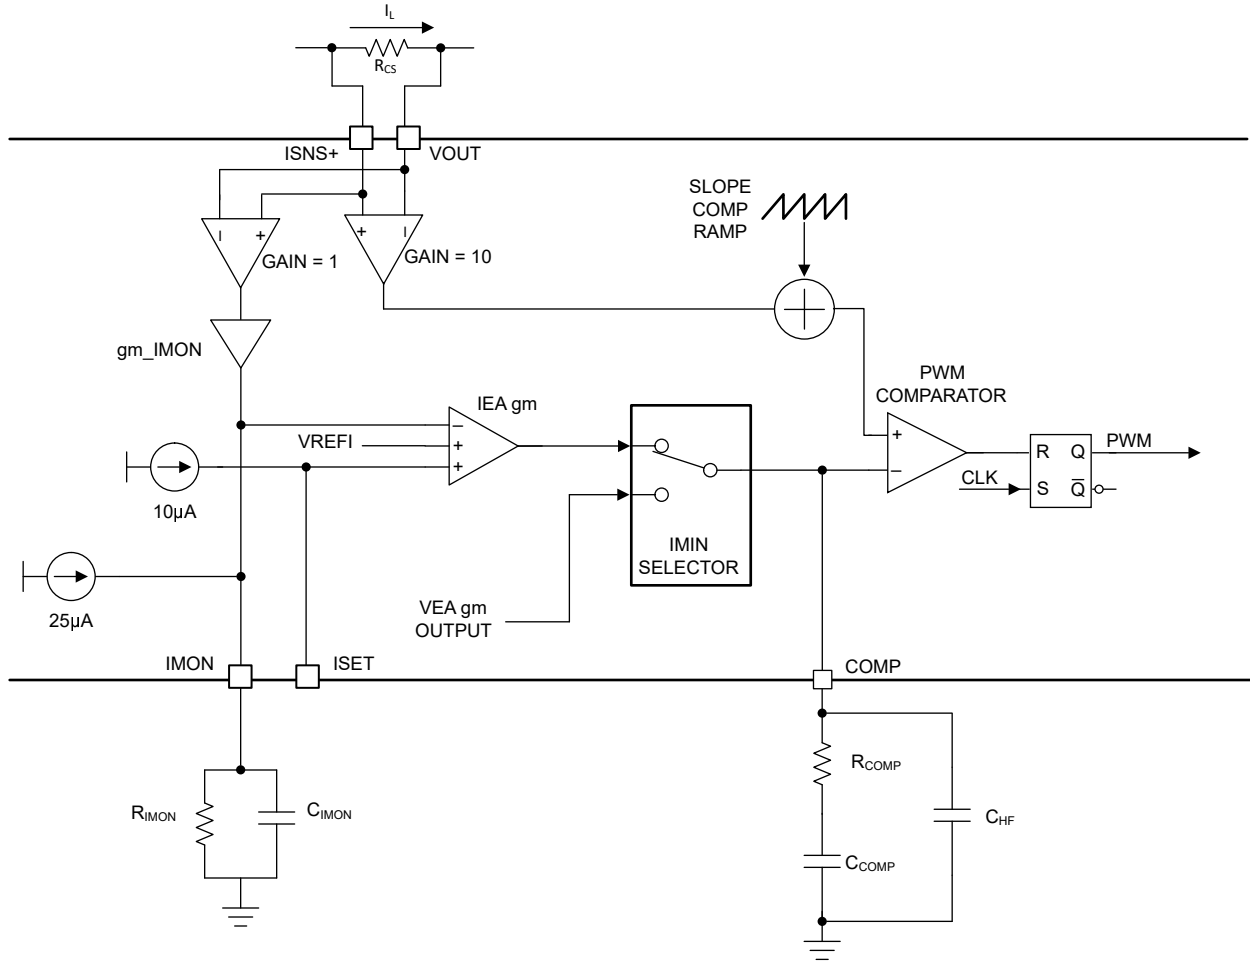 I_L
R_CS
ISNS+
VOUT
SLOPE
COMP
RAMP
GAIN = 1
GAIN = 10
gm_IMON
PWM
COMPARATOR
IEA gm
VREFI
R
Q
PWM
CLK
S
Q̅
10µA
IMIN
SELECTOR
25µA
VEA gm
OUTPUT
IMON
ISET
COMP
R_COMP
R_IMON
C_IMON
C_HF
C_COMP